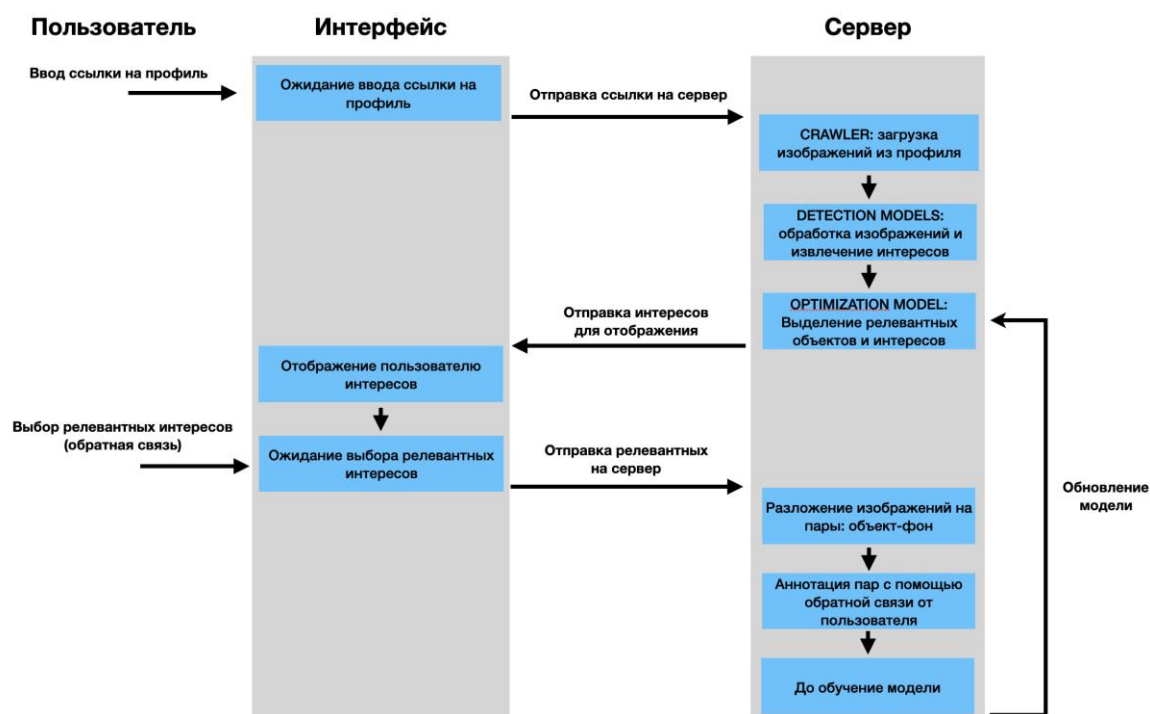 Пользователь
Интерфейс
Сервер
Ввод ссылки на профиль
Ожидание ввода ссылки на
профиль
Отправка ссылки на сервер
CRAWLER: загрузка
изображений из профиля
DETECTION MODELS:
обработка изображений и
извлечение интересов
OPTIMIZATION MODEL:
Выделение релевантных
объектов и интересов
Отправка интересов
для отображения
Отображение пользователю
интересов
Выбор релевантных интересов
(обратная связь)
Ожидание выбора релевантных
интересов
Отправка релевантных
на сервер
Разложение изображений на
пары: объект-фон
Аннотация пар с помощью
обратной связи от
пользователя
До обучение модели
Обновление
модели